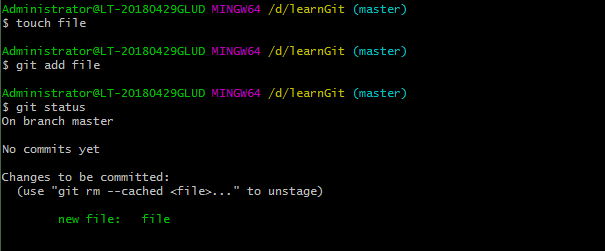 Administrator@LT-20180429GLUD MINGW64 /d/learnGit (master)
$ touch file
Administrator@LT-20180429GLUD MINGW64 /d/learnGit (master)
$ git add file
Administrator@LT-20180429GLUD MINGW64 /d/learnGit (master)
$ git status
On branch master
No commits yet
Changes to be committed:
  (use "git rm --cached <file>..." to unstage)
        new file:   file